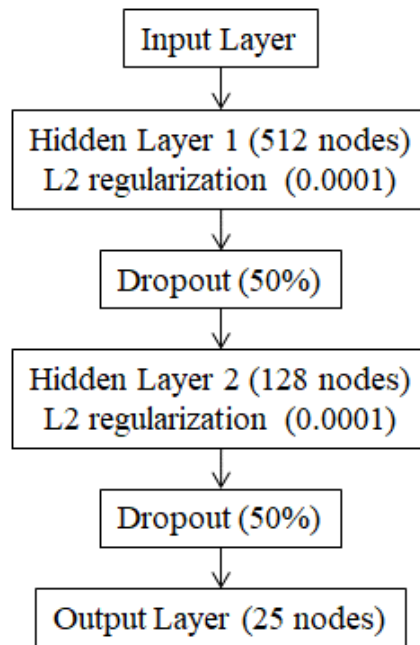 Input Layer
Hidden Layer 1 (512 nodes)
L2 regularization (0.0001)
Dropout (50%)
Hidden Layer 2 (128 nodes)
L2 regularization (0.0001)
Dropout (50%)
Output Layer (25 nodes)